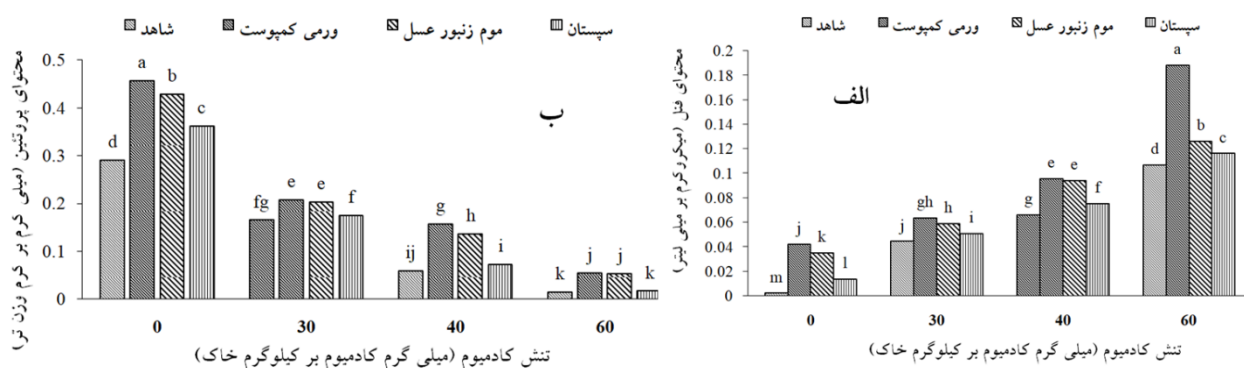 شاهد ورمی کمپوست موم زنبور عسل سپستان
محتوای فنل (میکروگرم بر میلی لیتر)
0.2
0.18
0.16
0.14
0.12
0.1
0.08
0.06
0.04
0.02
0
الف
m j k l
j gh h i
g e e f
d a b c
0 30 40 60
تنش کادمیوم (میلی گرم کادمیوم بر کیلوگرم خاک)
شاهد ورمی کمپوست موم زنبور عسل سپستان
محتوای پروتئین (میلی گرم بر گرم وزن تر)
0.5
0.4
0.3
0.2
0.1
0
ب
d a b c
fg e e f
ij g h i
k j j k
0 30 40 60
تنش کادمیوم (میلی گرم کادمیوم بر کیلوگرم خاک)